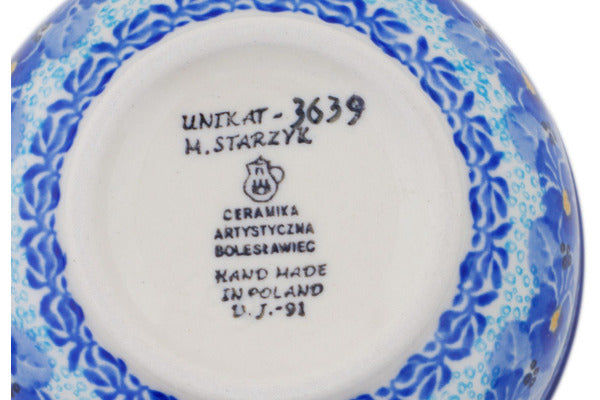 UNIKAT-3639
M. STARZYK
CERAMIKA
ARTYSTYCZNA
BOLESŁAWIEC
HAND MADE
IN POLAND
U.J.-91